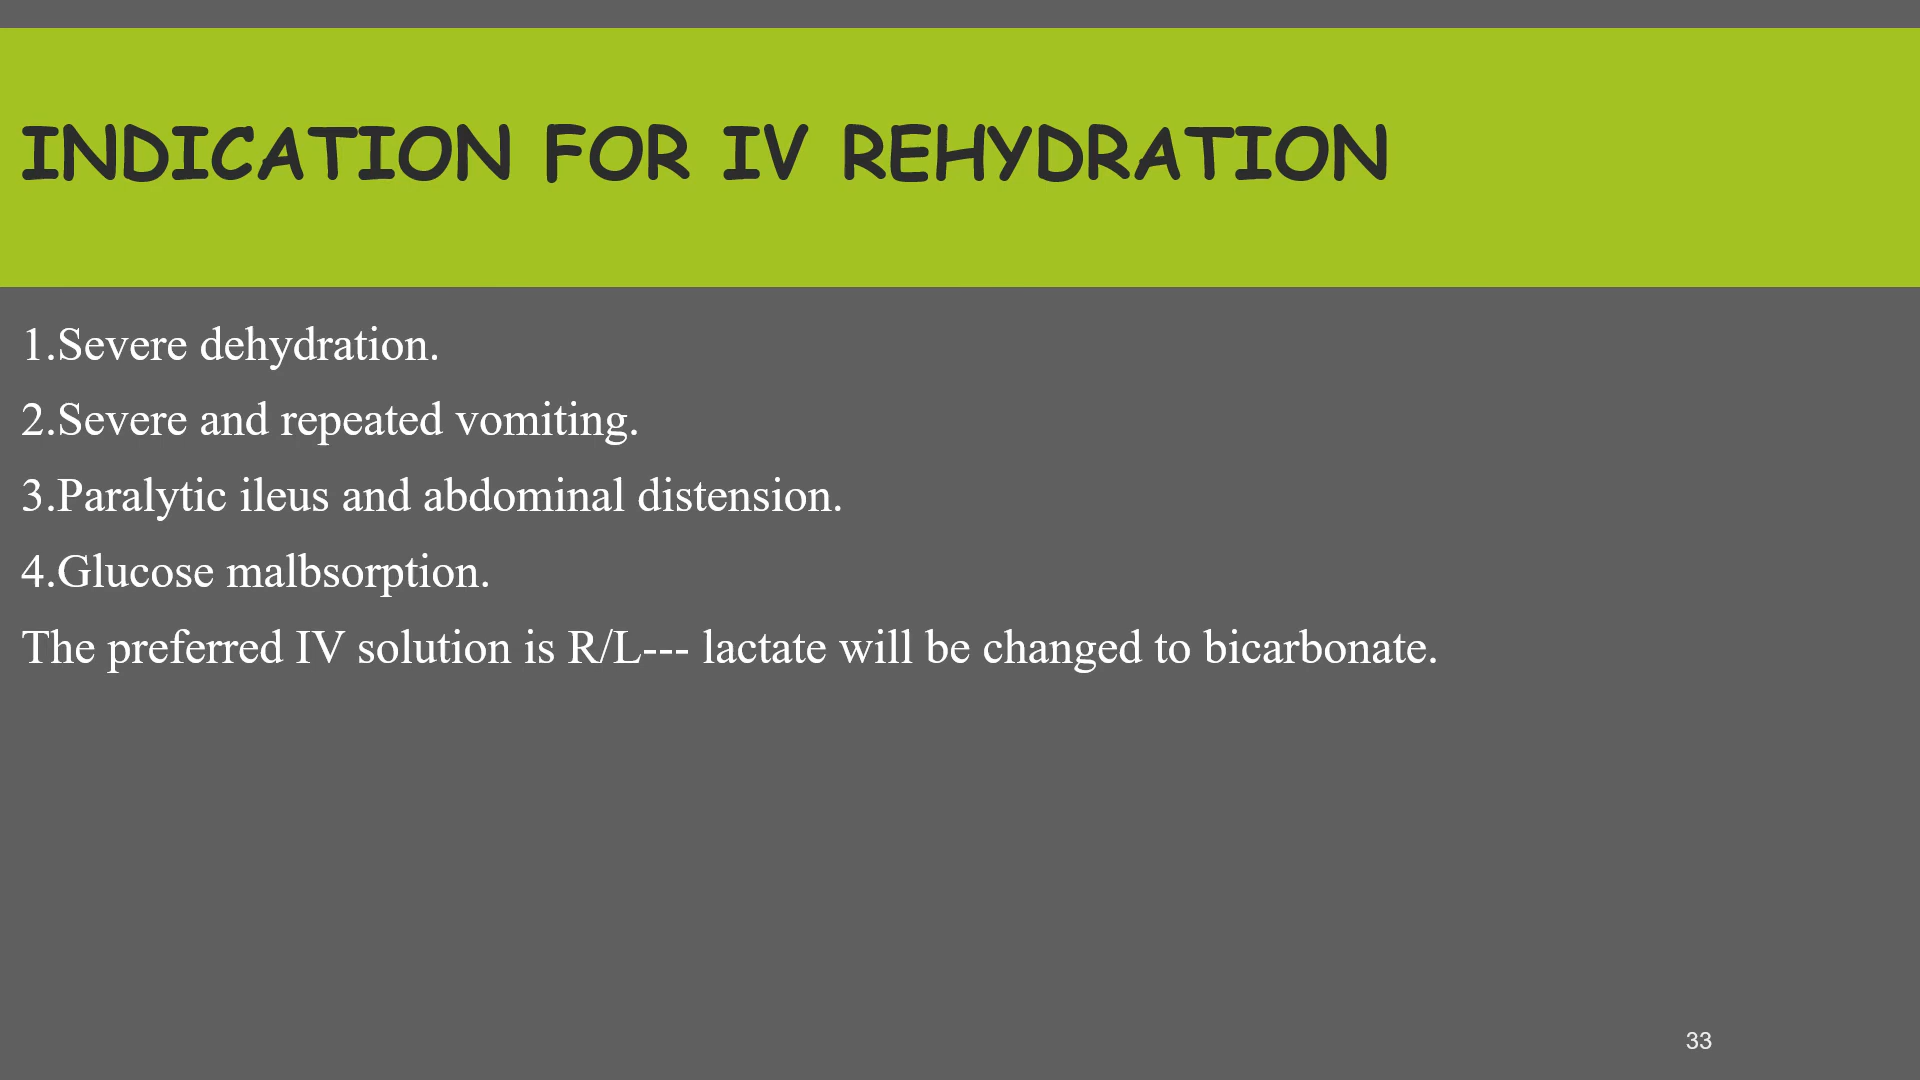 INDICATION FOR IV REHYDRATION
1.Severe dehydration.
2.Severe and repeated vomiting.
3.Paralytic ileus and abdominal distension.
4.Glucose malbsorption.
The preferred IV solution is R/L--- lactate will be changed to bicarbonate.
33